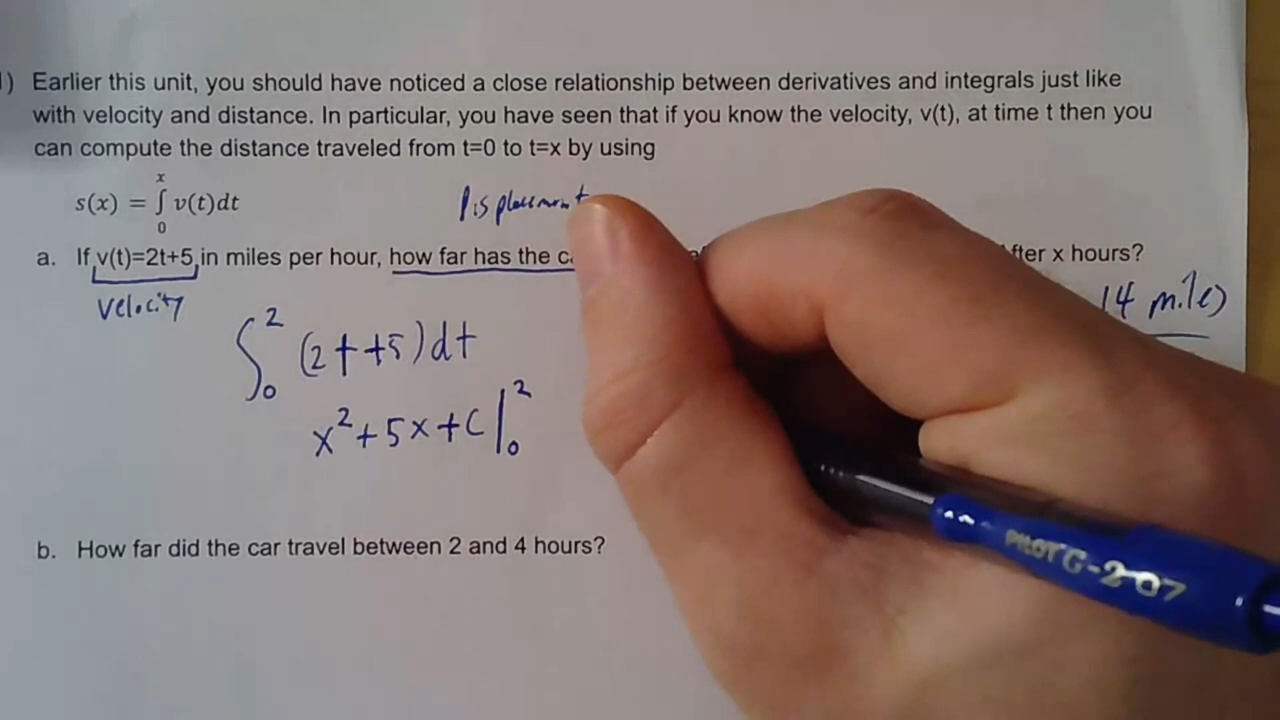 1) Earlier this unit, you should have noticed a close relationship between derivatives and integrals just like
with velocity and distance. In particular, you have seen that if you know the velocity, v(t), at time t then you
can compute the distance traveled from t=0 to t=x by using
s(x) = ∫₀ˣ v(t)dt
Displacement
a. If v(t)=2t+5 in miles per hour, how far has the x hours?
velocity
14 miles
∫₀² (2t+5)dt
x²+5x+C|₀²
b. How far did the car travel between 2 and 4 hours?
PILOT G-2 07